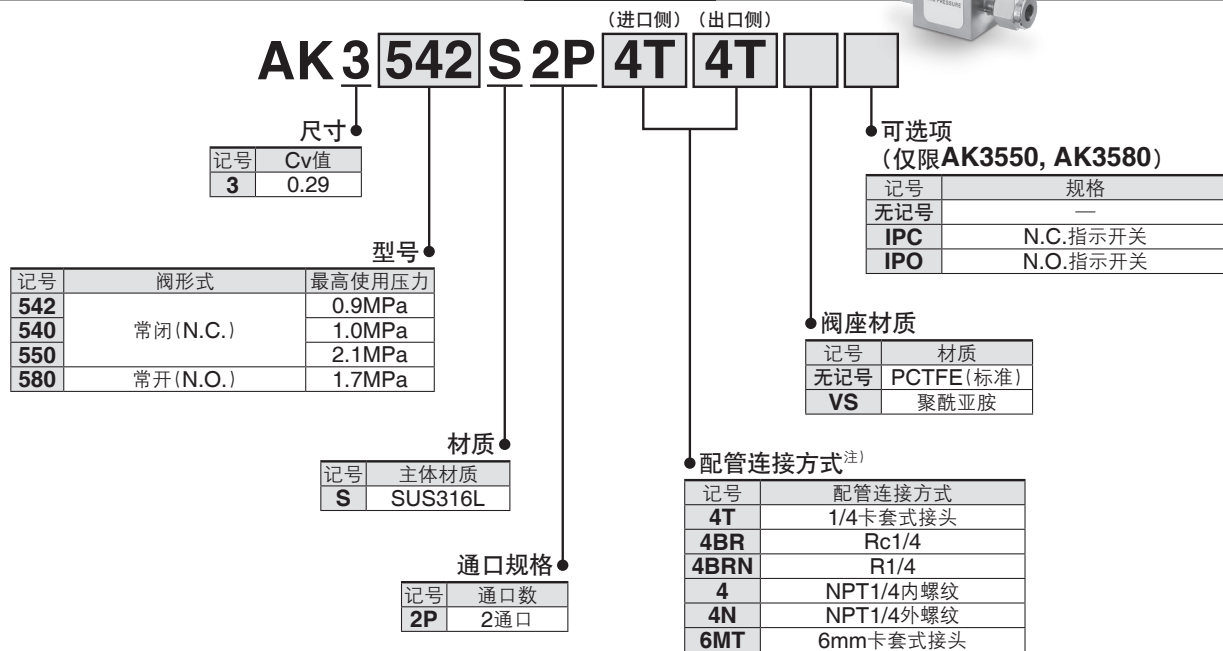 (进口侧) (出口侧)
AK 3 542 S 2P 4T 4T
尺寸
记号 Cv值
3 0.29
可选项
(仅限AK3550, AK3580)
记号 规格
无记号 —
IPC N.C.指示开关
IPO N.O.指示开关
型号
记号 阀形式 最高使用压力
542 0.9MPa
540 常闭(N.C.) 1.0MPa
550 2.1MPa
580 常开(N.O.) 1.7MPa
阀座材质
记号 材质
无记号 PCTFE(标准)
VS 聚酰亚胺
材质
记号 主体材质
S SUS316L
配管连接方式注)
记号 配管连接方式
4T 1/4卡套式接头
4BR Rc1/4
4BRN R1/4
4 NPT1/4内螺纹
4N NPT1/4外螺纹
6MT 6mm卡套式接头
通口规格
记号 通口数
2P 2通口